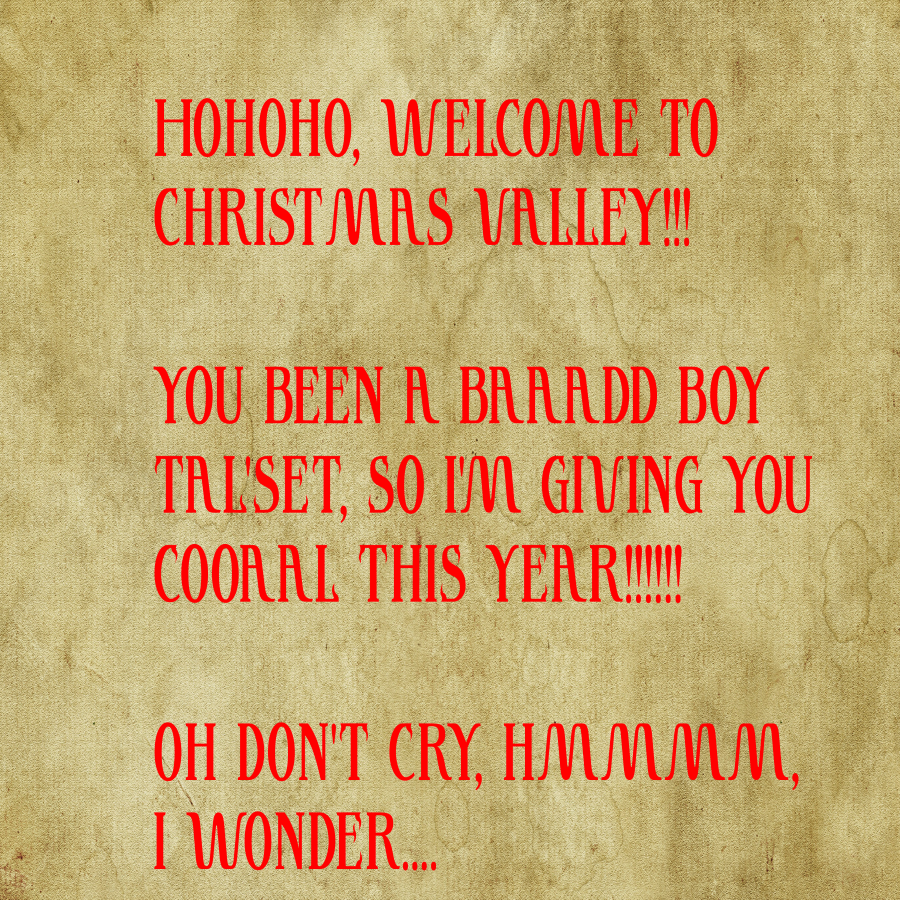 HOHOHO, WELCOME TO
CHRISTMAS VALLEY!!!
YOU BEEN A BAAADD BOY
TAL'SET, SO I'M GIVING YOU
COOAAL THIS YEAR!!!!!!
OH DON'T CRY, HMMMM,
I WONDER....